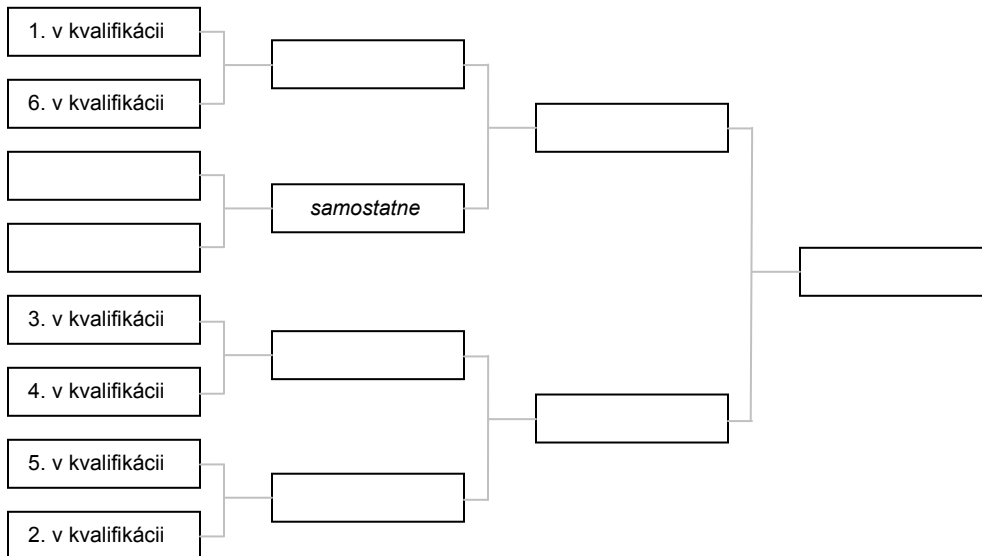 1. v kvalifikácii
6. v kvalifikácii
samostatne
3. v kvalifikácii
4. v kvalifikácii
5. v kvalifikácii
2. v kvalifikácii